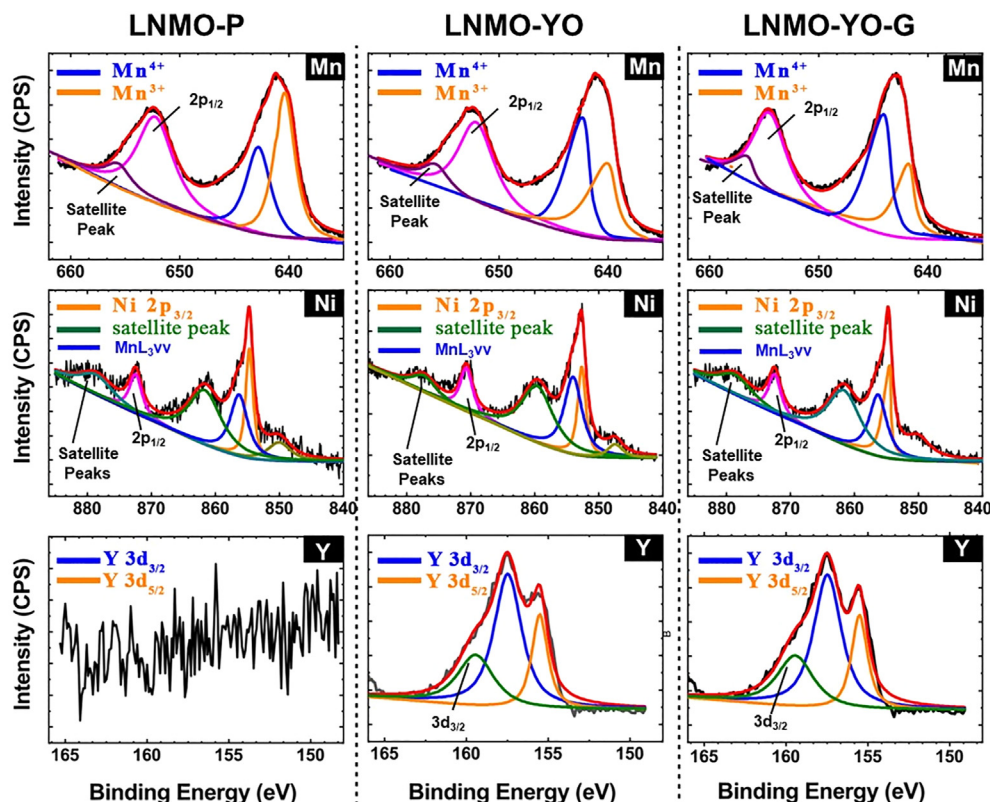 LNMO-P LNMO-YO LNMO-YO-G
Intensity (CPS)
Mn
Mn⁴⁺
Mn³⁺
2p₁/₂
Satellite
Peak
660 650 640
Mn
Mn⁴⁺
Mn³⁺
2p₁/₂
Satellite
Peak
660 650 640
Mn
Mn⁴⁺
Mn³⁺
2p₁/₂
Satellite
Peak
660 650 640
Intensity (CPS)
Ni
Ni 2p₃/₂
satellite peak
MnL₃vv
2p₁/₂
Satellite
Peaks
880 870 860 850 840
Ni
Ni 2p₃/₂
satellite peak
MnL₃vv
2p₁/₂
Satellite
Peaks
880 870 860 850 840
Ni
Ni 2p₃/₂
satellite peak
MnL₃vv
2p₁/₂
Satellite
Peaks
880 870 860 850 840
Intensity (CPS)
Y
165 160 155 150
Binding Energy (eV)
Y
Y 3d₃/₂
Y 3d₅/₂
3d₃/₂
165 160 155 150
Binding Energy (eV)
B
Y
Y 3d₃/₂
Y 3d₅/₂
3d₃/₂
165 160 155 150
Binding Energy (eV)
Y 3d₃/₂
Y 3d₅/₂